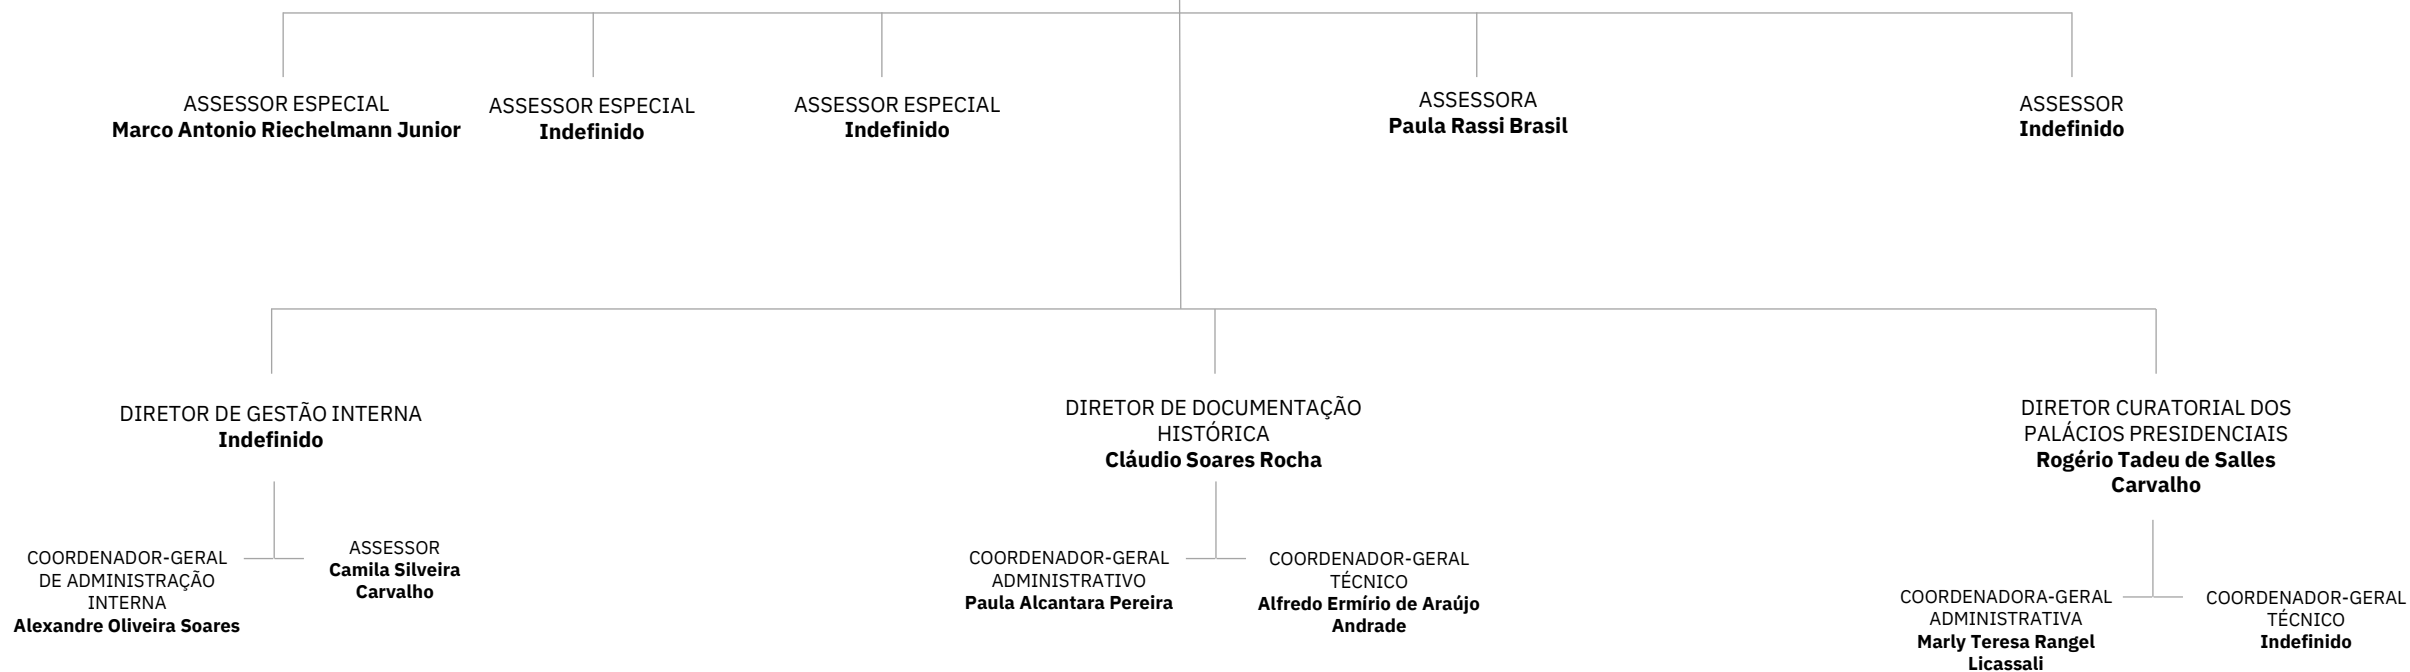 ASSESSOR ESPECIAL
Marco Antonio Riechelmann Junior
ASSESSOR ESPECIAL
Indefinido
ASSESSOR ESPECIAL
Indefinido
ASSESSORA
Paula Rassi Brasil
ASSESSOR
Indefinido
DIRETOR DE GESTÃO INTERNA
Indefinido
DIRETOR DE DOCUMENTAÇÃO
HISTÓRICA
Cláudio Soares Rocha
DIRETOR CURATORIAL DOS
PALÁCIOS PRESIDENCIAIS
Rogério Tadeu de Salles
Carvalho
COORDENADOR-GERAL
DE ADMINISTRAÇÃO
INTERNA
Alexandre Oliveira Soares
ASSESSOR
Camila Silveira
Carvalho
COORDENADOR-GERAL
ADMINISTRATIVO
Paula Alcantara Pereira
COORDENADOR-GERAL
TÉCNICO
Alfredo Ermírio de Araújo
Andrade
COORDENADORA-GERAL
ADMINISTRATIVA
Marly Teresa Rangel
Licassali
COORDENADOR-GERAL
TÉCNICO
Indefinido